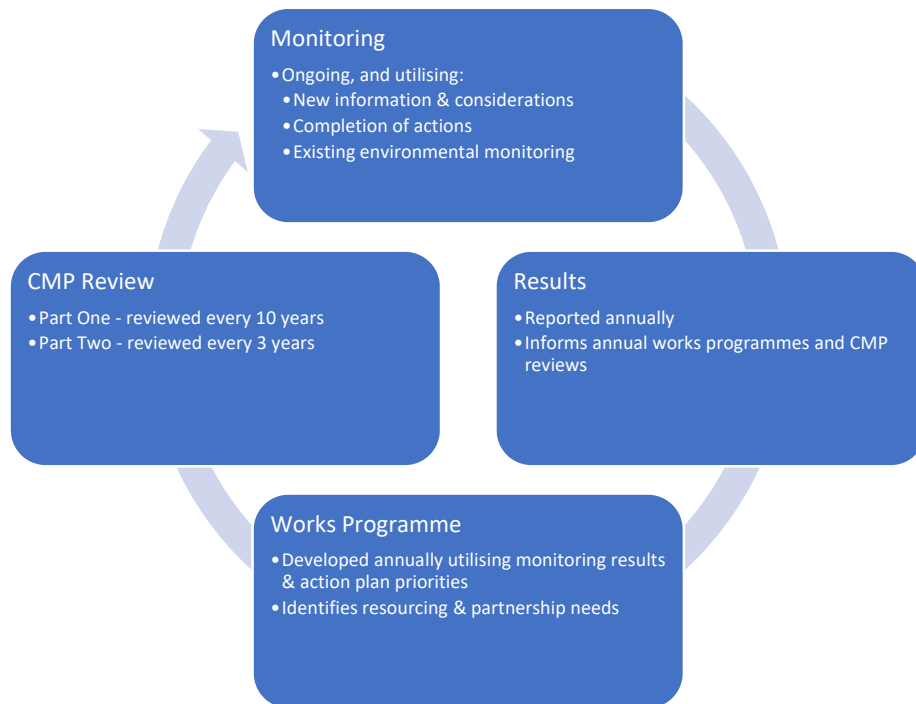 Monitoring
•Ongoing, and utilising:
•New information & considerations
•Completion of actions
•Existing environmental monitoring
Results
•Reported annually
•Informs annual works programmes and CMP
reviews
Works Programme
•Developed annually utilising monitoring results
& action plan priorities
•Identifies resourcing & partnership needs
CMP Review
•Part One - reviewed every 10 years
•Part Two - reviewed every 3 years